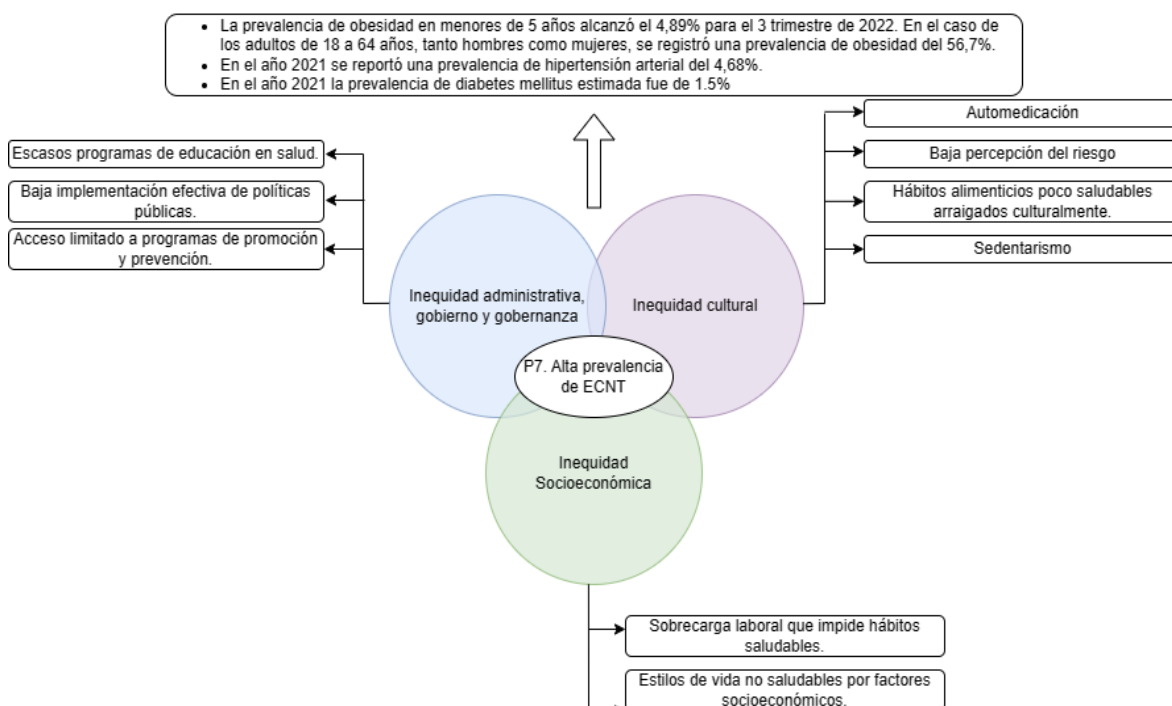 • La prevalencia de obesidad en menores de 5 años alcanzó el 4,89% para el 3 trimestre de 2022. En el caso de
los adultos de 18 a 64 años, tanto hombres como mujeres, se registró una prevalencia de obesidad del 56,7%.
• En el año 2021 se reportó una prevalencia de hipertensión arterial del 4,68%.
• En el año 2021 la prevalencia de diabetes mellitus estimada fue de 1.5%
Escasos programas de educación en salud.
Baja implementación efectiva de políticas
públicas.
Acceso limitado a programas de promoción
y prevención.
Automedicación
Baja percepción del riesgo
Hábitos alimenticios poco saludables
arraigados culturalmente.
Sedentarismo
Inequidad administrativa,
gobierno y gobernanza
Inequidad cultural
P7. Alta prevalencia
de ECNT
Inequidad
Socioeconómica
Sobrecarga laboral que impide hábitos
saludables.
Estilos de vida no saludables por factores
socioeconómicos.